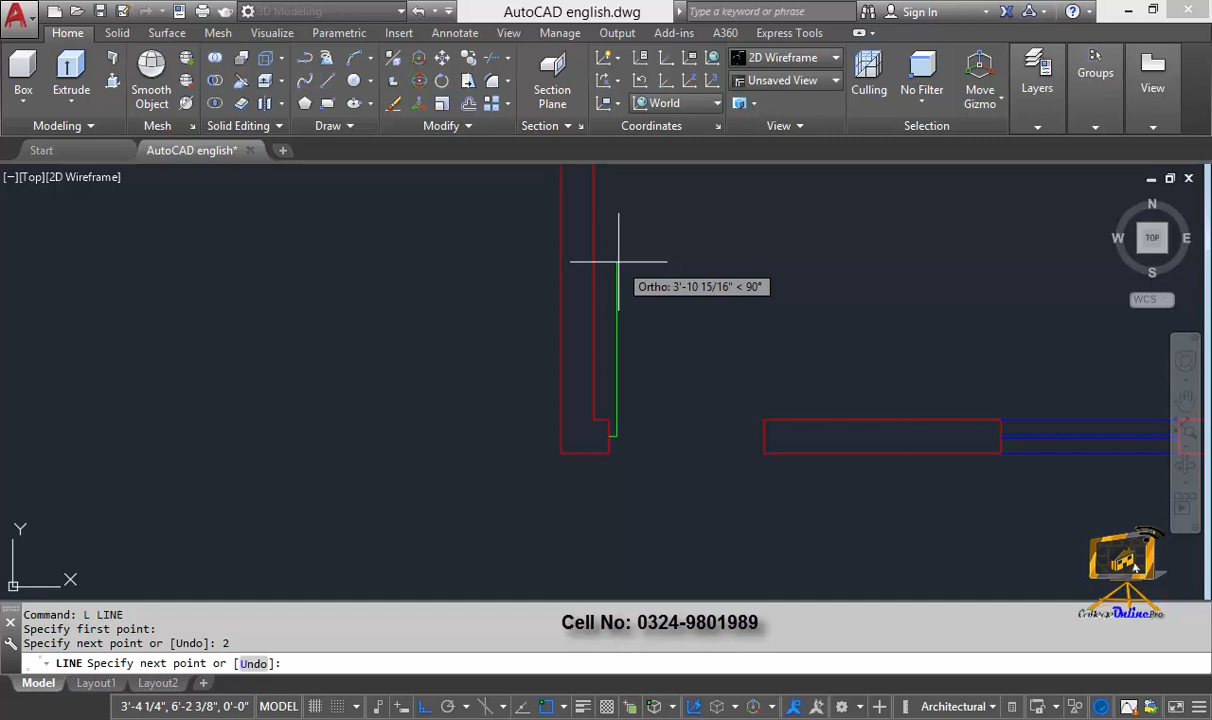 3D Modeling
AutoCAD english.dwg
Type a keyword or phrase
Sign In
Home Solid Surface Mesh Visualize Parametric Insert Annotate View Manage Output Add-ins A360 Express Tools
Box
Extrude
Smooth Object
Section Plane
2D Wireframe
Unsaved View
World
Culling
No Filter
Move Gizmo
Layers
Groups
View
Modeling
Mesh
Solid Editing
Draw
Modify
Section
Coordinates
View
Selection
Start
AutoCAD english*
[−][Top][2D Wireframe]
N
W
TOP
E
S
WCS
Ortho: 3'-10 15/16" < 90°
Y
X
College Online Pro
Command: L LINE
Specify first point:
Specify next point or [Undo]: 2
LINE Specify next point or [Undo]:
Cell No: 0324-9801989
Model Layout1 Layout2
3'-4 1/4", 6'-2 3/8", 0'-0" MODEL
Architectural